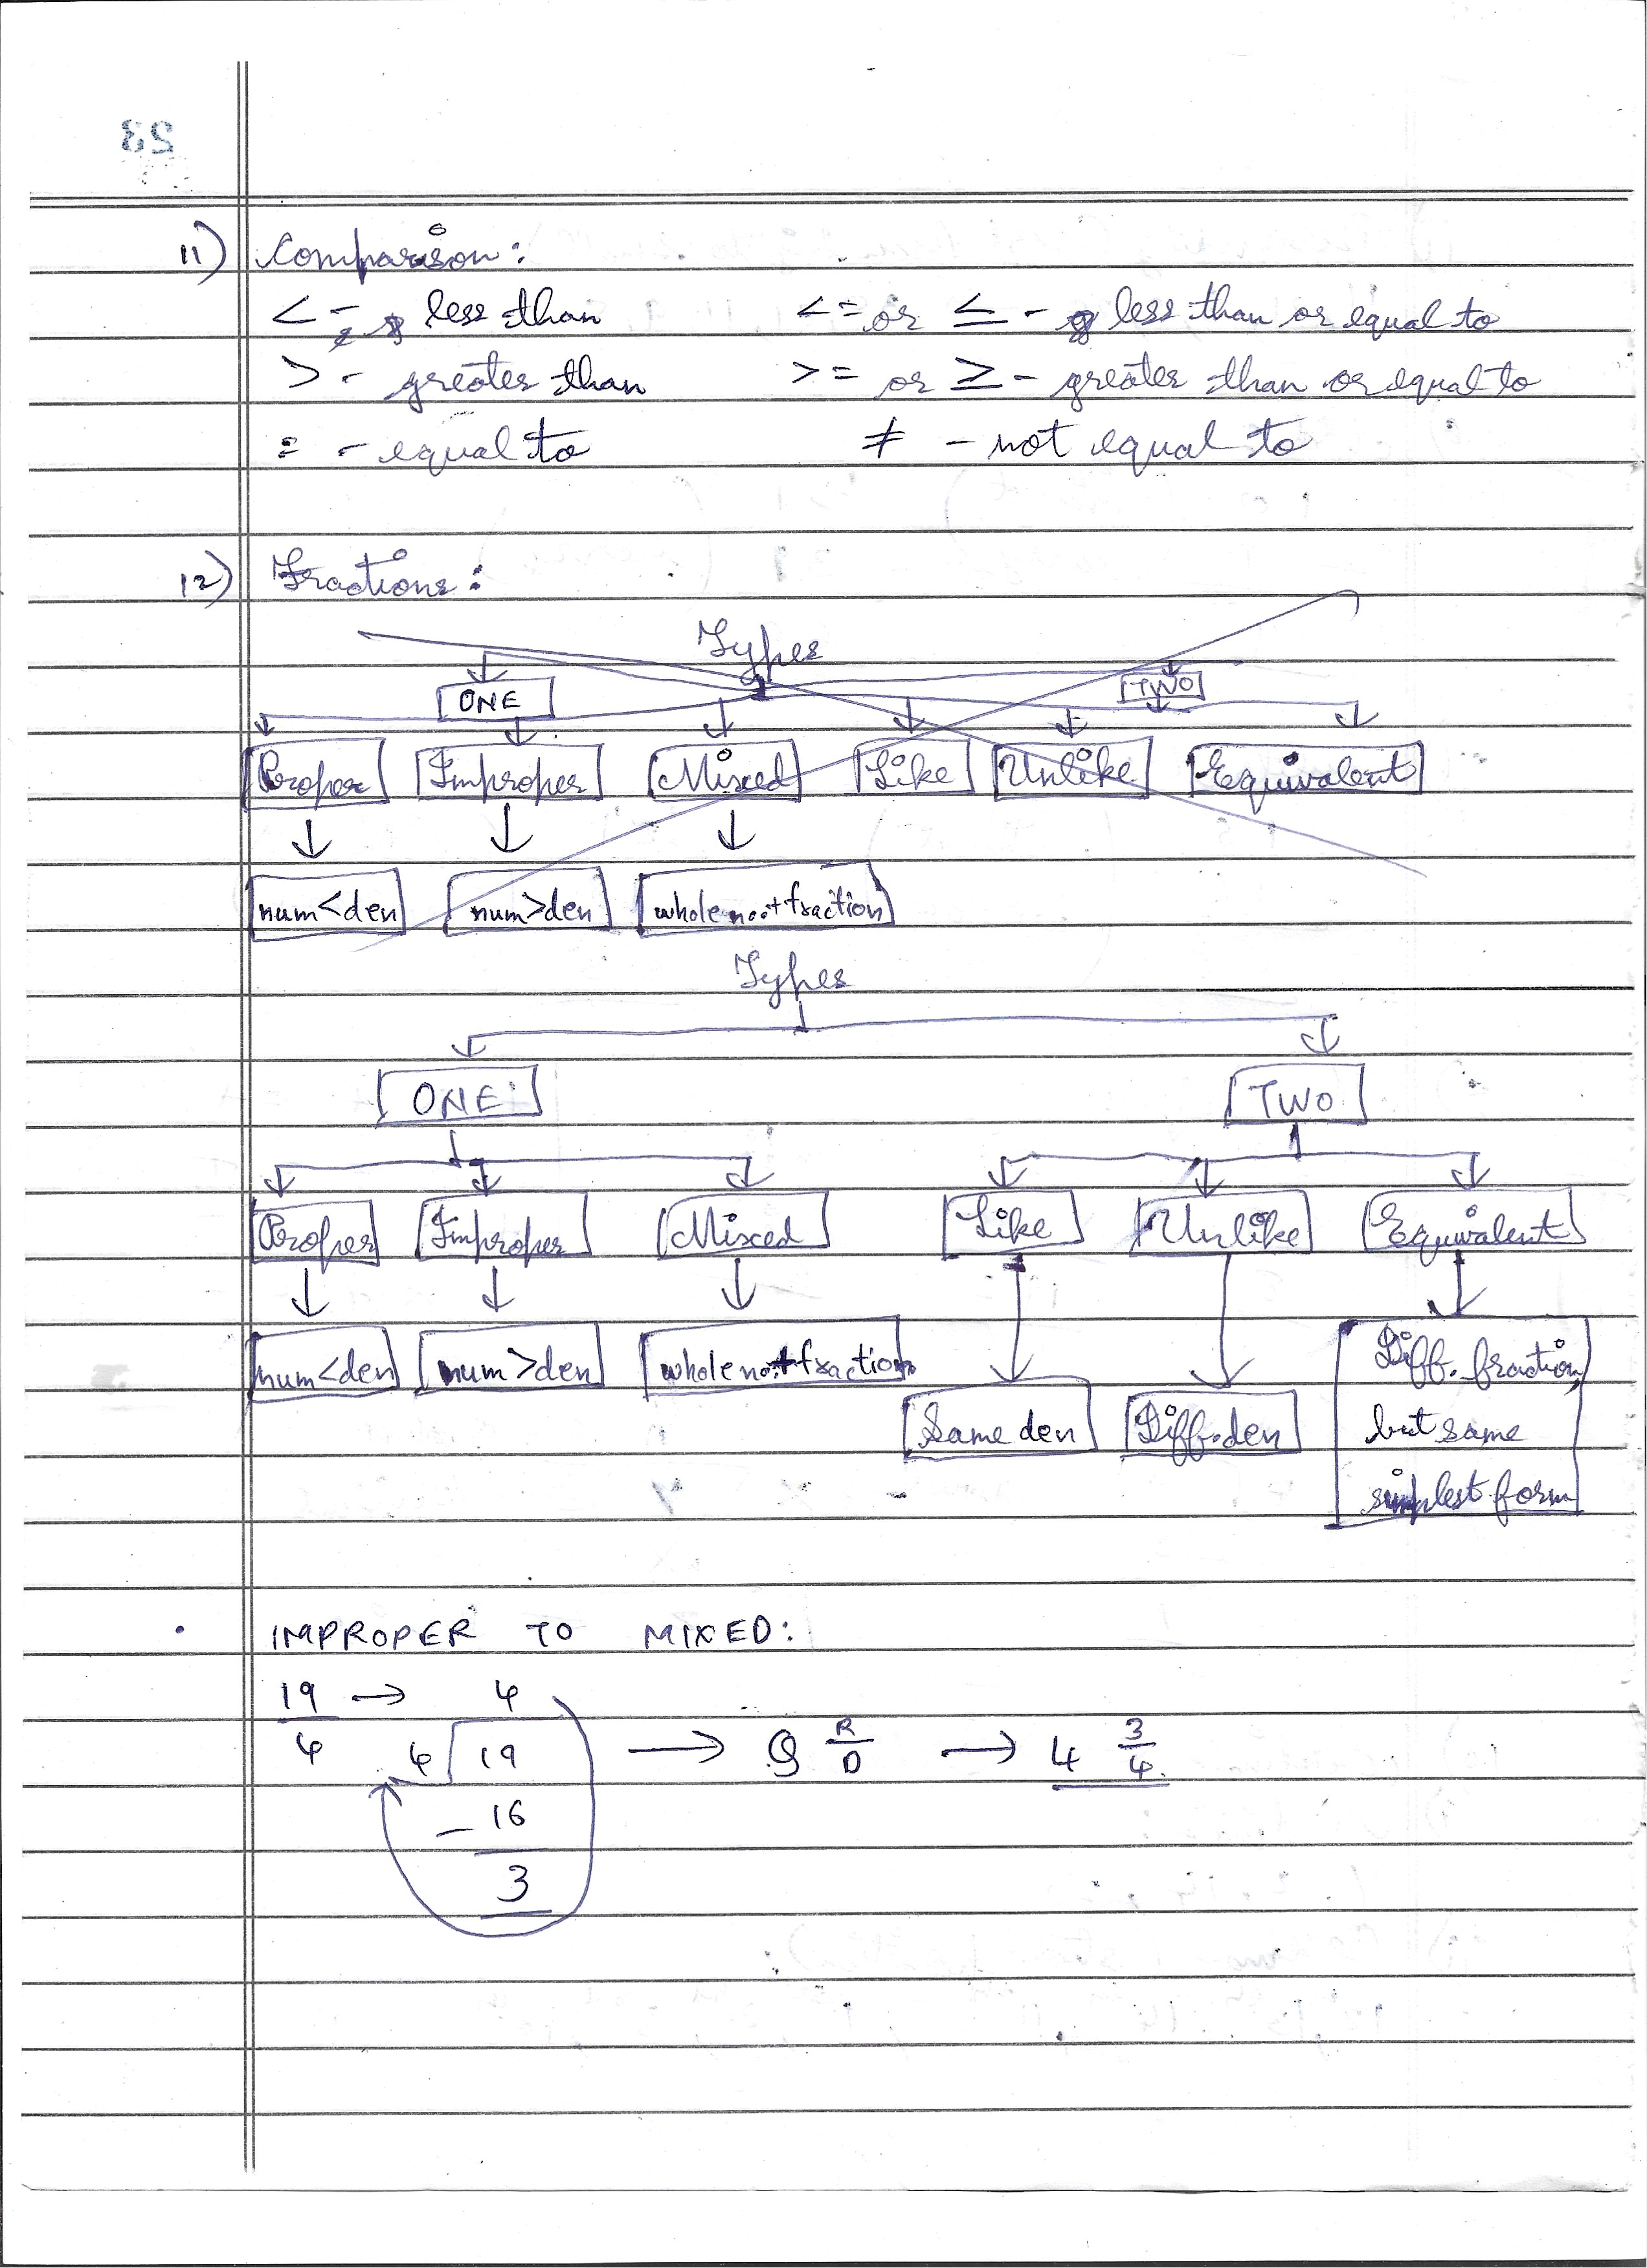 23
11) Comparison:
< - less than <= or ≤ - less than or equal to
> - greater than >= or ≥ - greater than or equal to
= - equal to ≠ - not equal to
12) Fractions:
Types
ONE TWO
Proper Improper Mixed Like Unlike Equivalent
num<den num>den whole no.+fraction
Types
ONE TWO
Proper Improper Mixed Like Unlike Equivalent
num<den num>den whole no.+fraction Diff. fraction,
Same den Diff. den but same
simplest form
• IMPROPER TO MIXED:
19 → 4
4 4 19 → Q R/D → 4 3/4
- 16
3